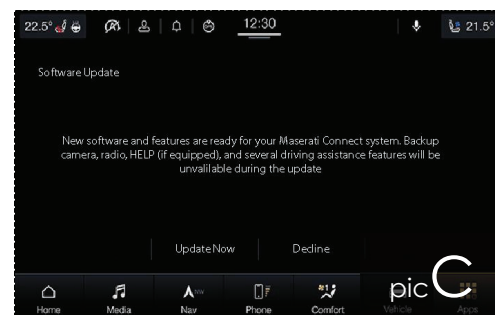 22.5° 12:30 21.5°
Software Update
New software and features are ready for your Maserati Connect system. Backup
camera, radio, HELP (if equipped), and several driving assistance features will be
unvalilable during the update
Update Now Decline
Home Media Nav Phone Comfort Vehicle Apps
pic C